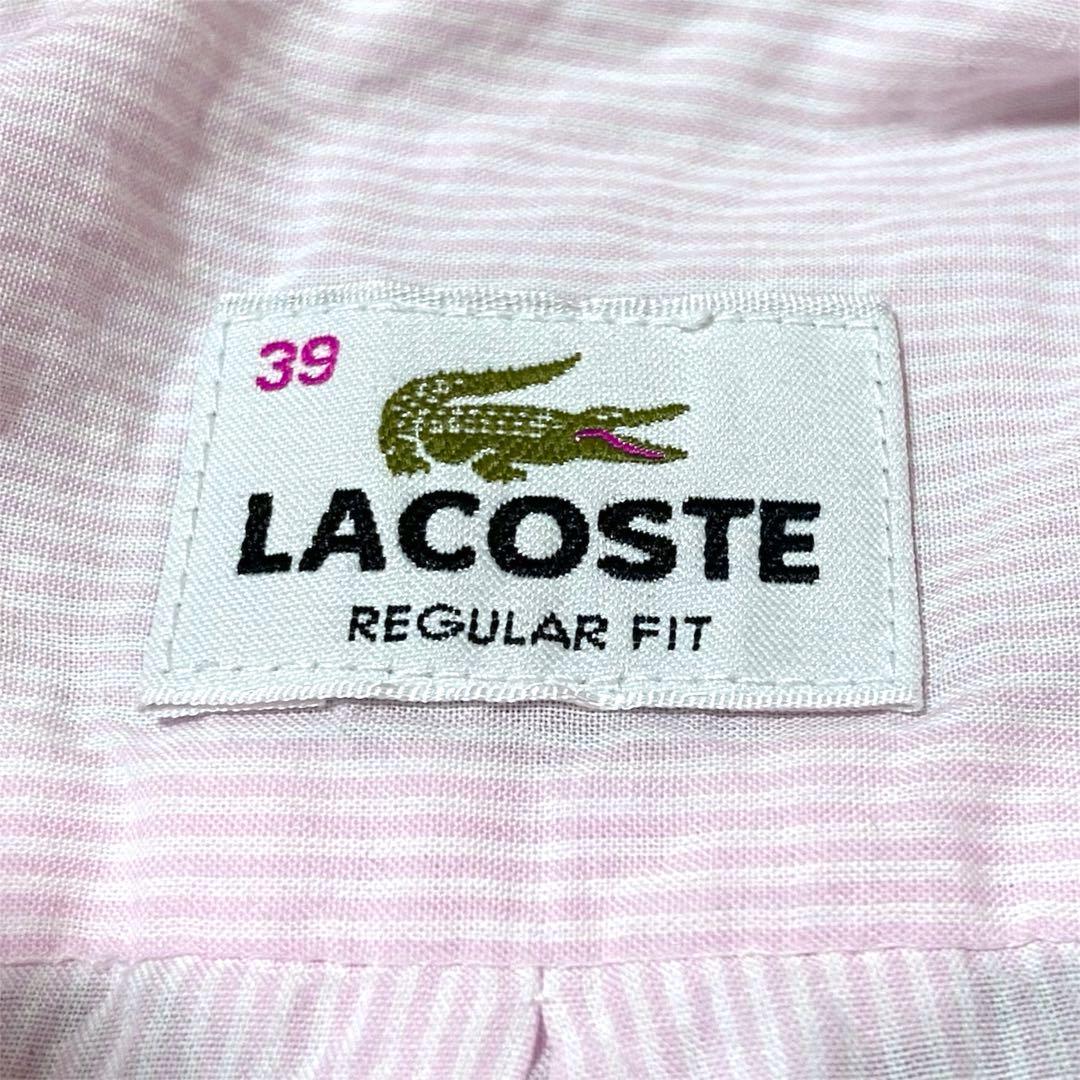 39
LACOSTE
REGULAR FIT